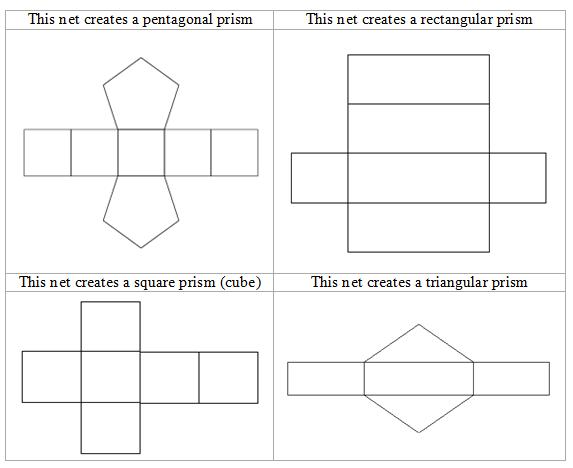 This net creates a pentagonal prism
This net creates a rectangular prism
This net creates a square prism (cube)
This net creates a triangular prism